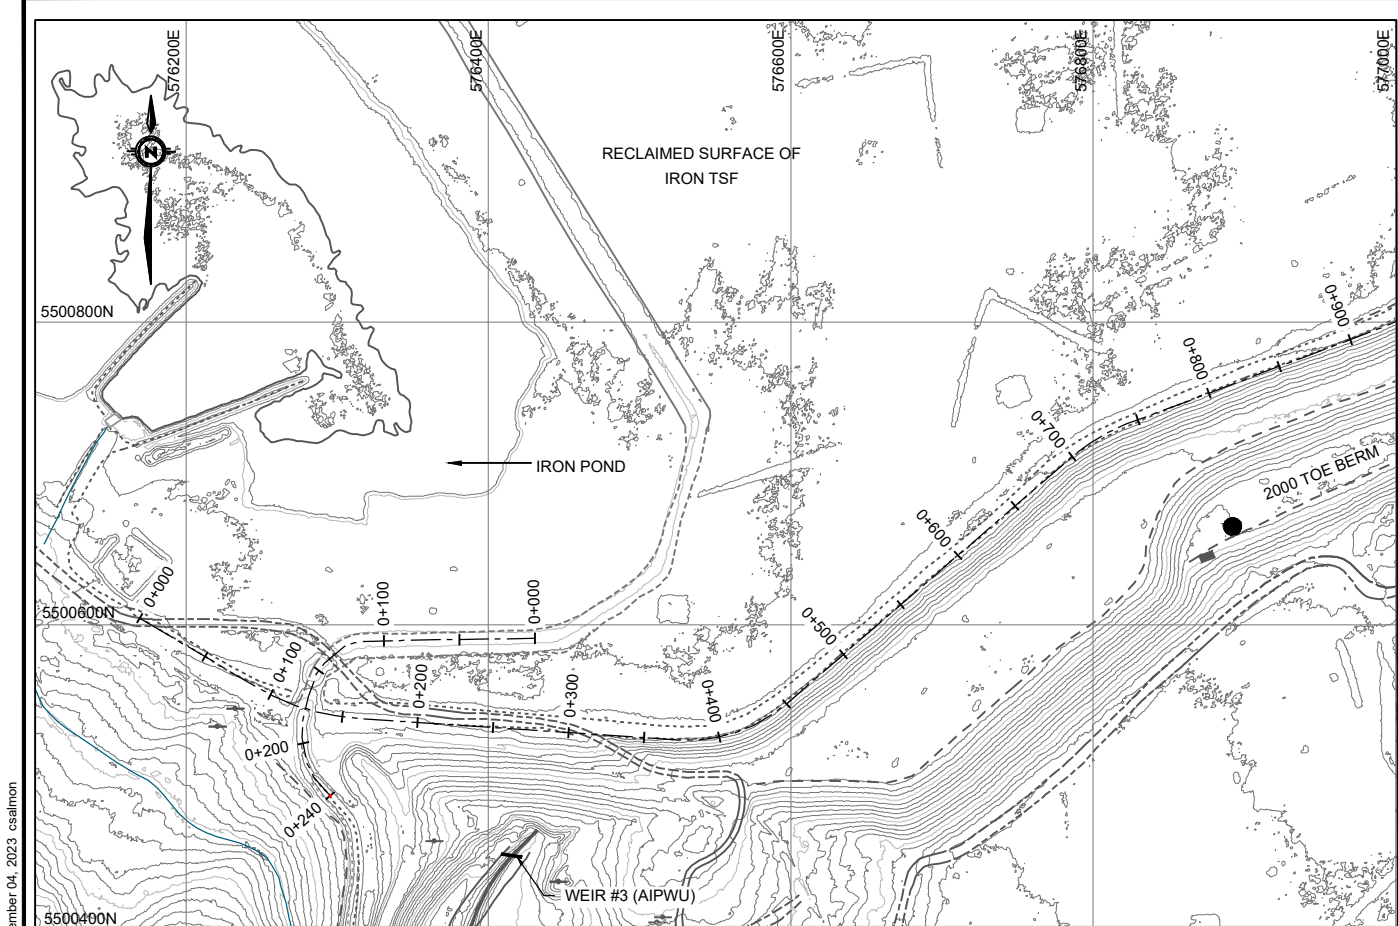 576200E
576400E
576600E
576800E
577000E
N
RECLAIMED SURFACE OF
IRON TSF
5500800N
0+900
0+800
0+700
IRON POND
2000 TOE BERM
0+600
0+000
5500600N
0+100
0+000
0+500
0+100
0+200
0+300
0+400
0+200
0+240
WEIR #3 (AIPWU)
5500400N
ember 04, 2023 csalmon